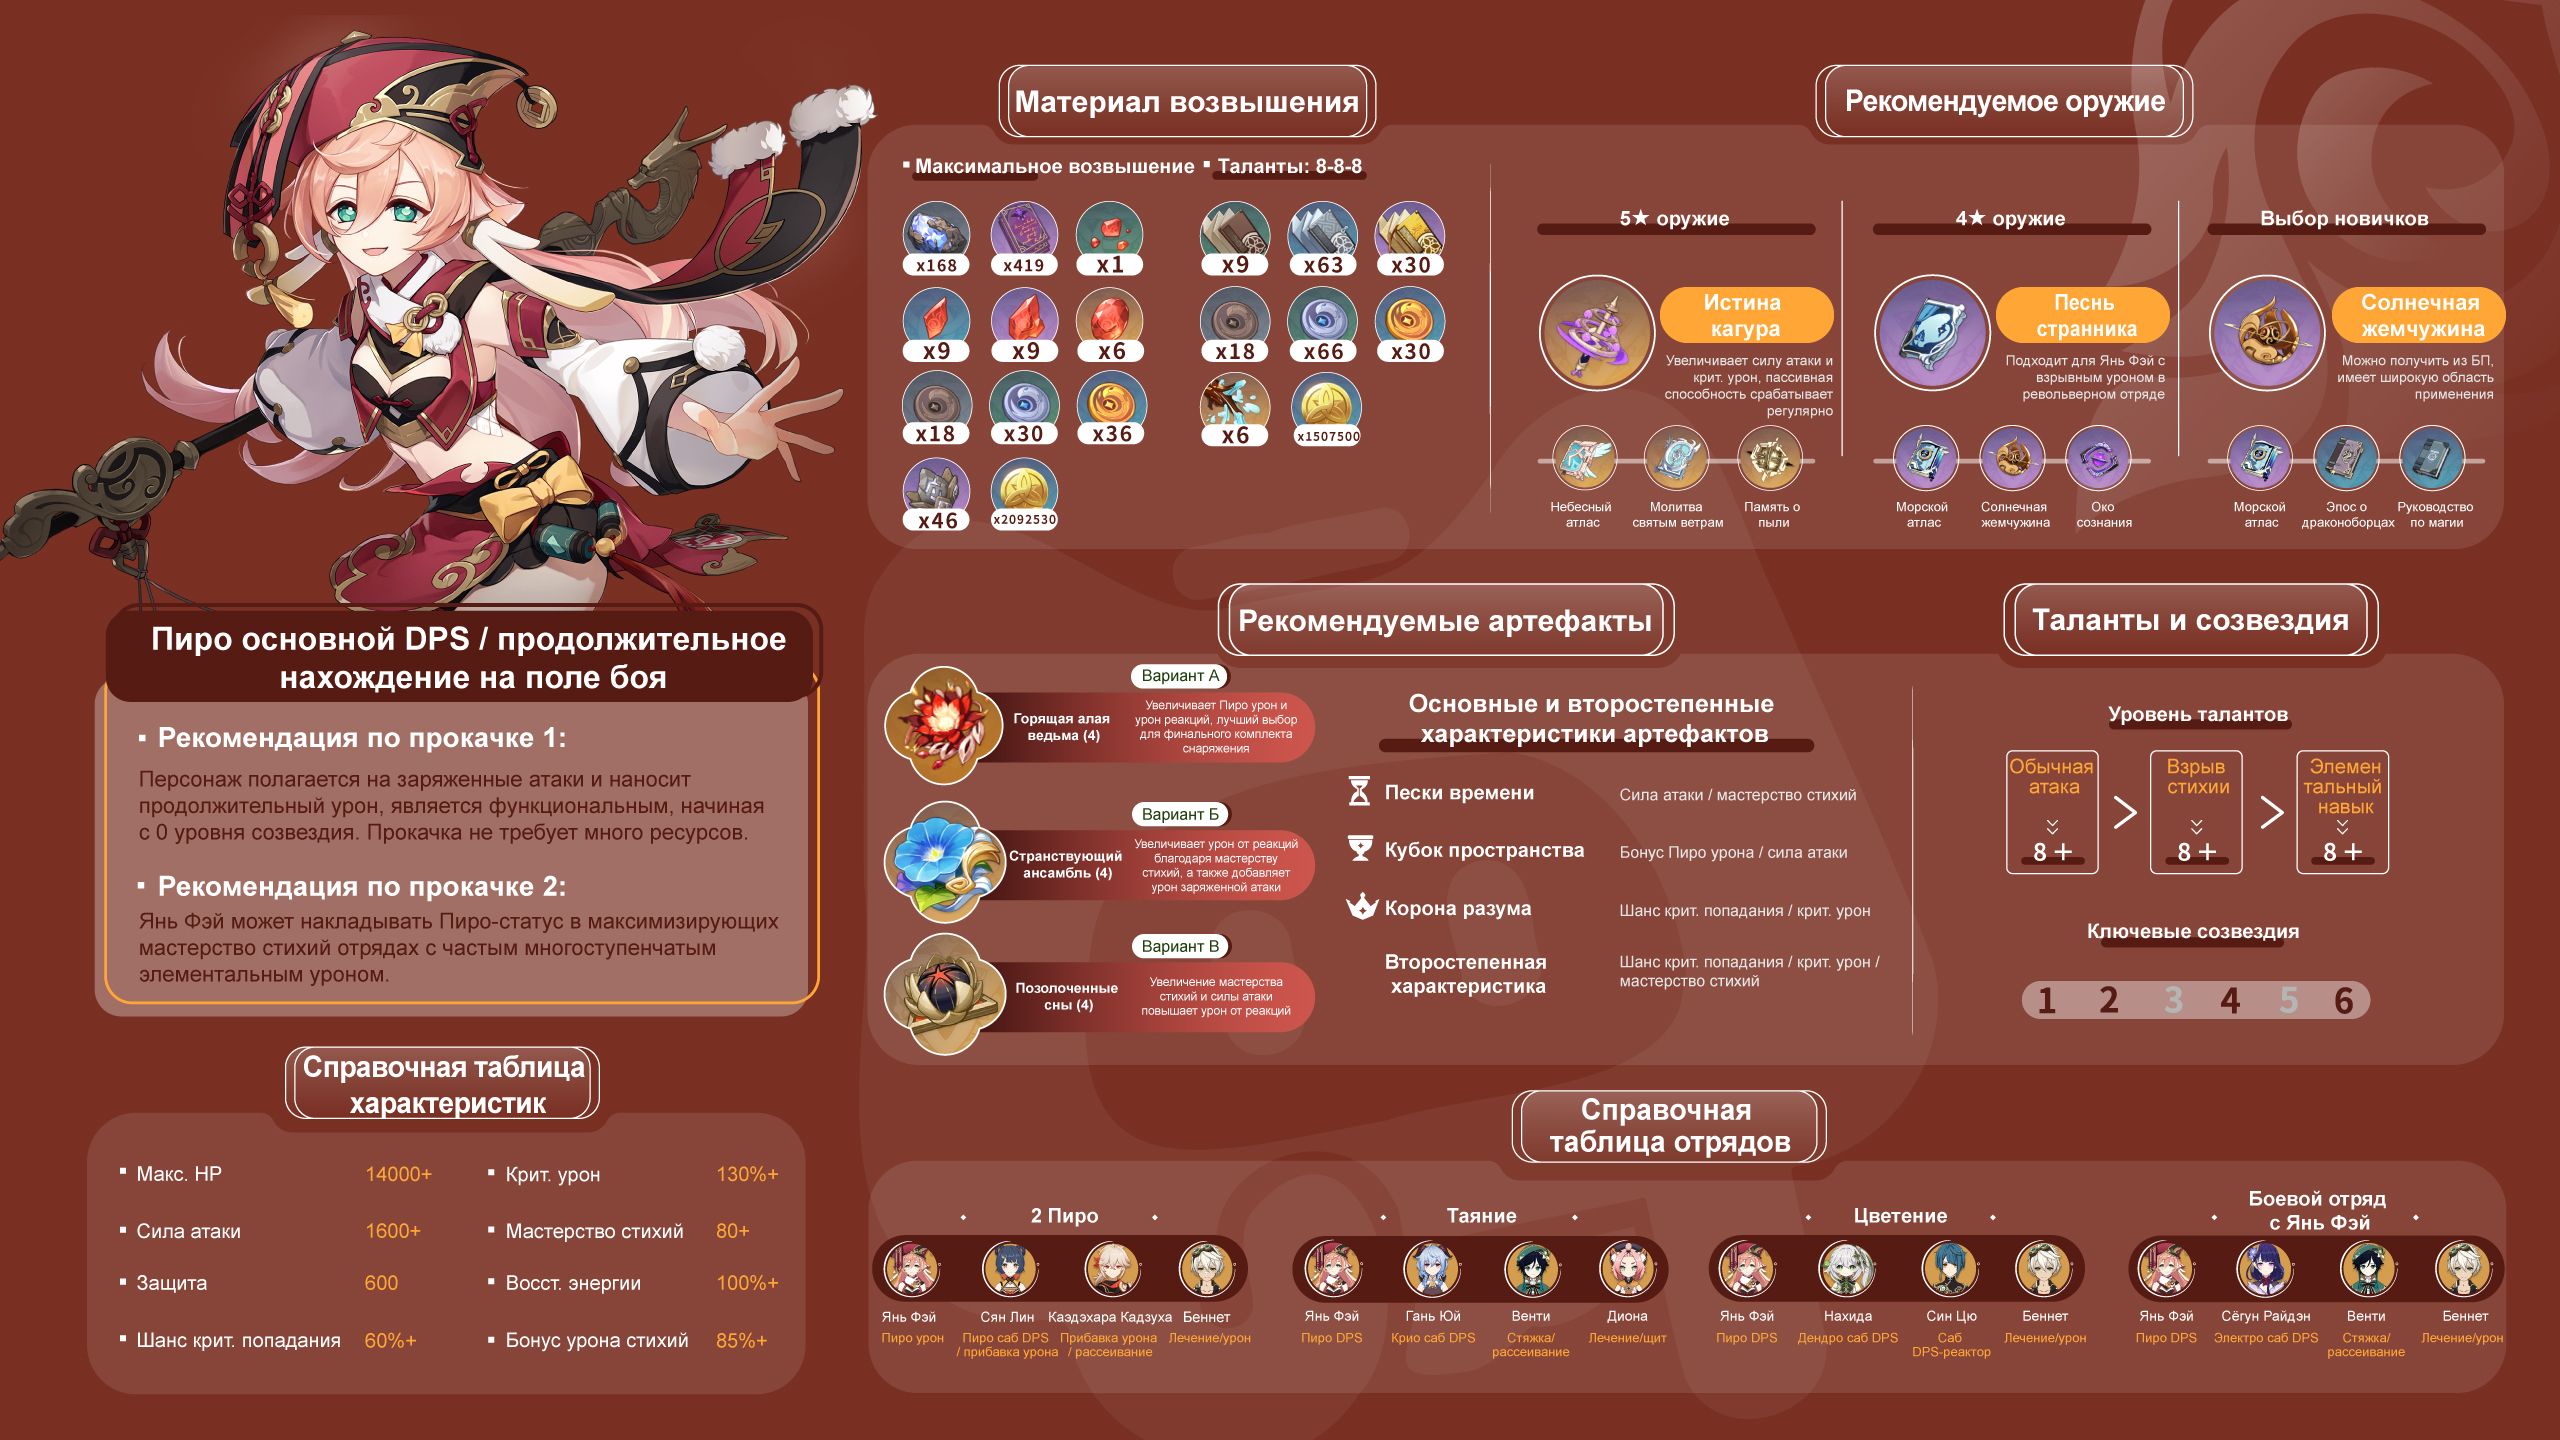 Пиро основной DPS / продолжительное
нахождение на поле боя
Рекомендация по прокачке 1:
Персонаж полагается на заряженные атаки и наносит
продолжительный урон, является функциональным, начиная
с 0 уровня созвездия. Прокачка не требует много ресурсов.
Рекомендация по прокачке 2:
Янь Фэй может накладывать Пиро-статус в максимизирующих
мастерство стихий отрядах с частым многоступенчатым
элементальным уроном.
Справочная таблица
характеристик
Макс. HP 14000+
Крит. урон 130%+
Сила атаки 1600+
Мастерство стихий 80+
Защита 600
Восст. энергии 100%+
Шанс крит. попадания 60%+
Бонус урона стихий 85%+
Материал возвышения
Максимальное возвышение
x168 x419 x1
x9 x9 x6
x18 x30 x36
x46 x2092530
Таланты: 8-8-8
x9 x63 x30
x18 x66 x30
x6 x1507500
Рекомендуемое оружие
5★ оружие
Истина
кагура
Увеличивает силу атаки и
крит. урон, пассивная
способность срабатывает
регулярно
Небесный
атлас
Молитва
святым ветрам
Память о
пыли
4★ оружие
Песнь
странника
Подходит для Янь Фэй с
взрывным уроном в
револьверном отряде
Морской
атлас
Солнечная
жемчужина
Око
сознания
Выбор новичков
Солнечная
жемчужина
Можно получить из БП,
имеет широкую область
применения
Морской
атлас
Эпос о
драконоборцах
Руководство
по магии
Рекомендуемые артефакты
Вариант А
Горящая алая
ведьма (4)
Увеличивает Пиро урон и
урон реакций, лучший выбор
для финального комплекта
снаряжения
Вариант Б
Странствующий
ансамбль (4)
Увеличивает урон от реакций
благодаря мастерству
стихий, а также добавляет
урон заряженной атаки
Вариант В
Позолоченные
сны (4)
Увеличение мастерства
стихий и силы атаки
повышает урон от реакций
Основные и второстепенные
характеристики артефактов
Пески времени Сила атаки / мастерство стихий
Кубок пространства Бонус Пиро урона / сила атаки
Корона разума Шанс крит. попадания / крит. урон
Второстепенная
характеристика
Шанс крит. попадания / крит. урон /
мастерство стихий
Таланты и созвездия
Уровень талантов
Обычная
атака
8 +
Взрыв
стихии
8 +
Элемен
тальный
навык
8 +
Ключевые созвездия
1 2 3 4 5 6
Справочная
таблица отрядов
2 Пиро
Янь Фэй
Пиро урон
Сян Лин
Пиро саб DPS
/ прибавка урона
Каэдэхара Кадзуха
Прибавка урона
/ рассеивание
Беннет
Лечение/урон
Таяние
Янь Фэй
Пиро DPS
Гань Юй
Крио саб DPS
Венти
Стяжка/
рассеивание
Диона
Лечение/щит
Цветение
Янь Фэй
Пиро DPS
Нахида
Дендро саб DPS
Син Цю
Саб
DPS-реактор
Беннет
Лечение/урон
Боевой отряд
с Янь Фэй
Янь Фэй
Пиро DPS
Сёгун Райдэн
Электро саб DPS
Венти
Стяжка/
рассеивание
Беннет
Лечение/урон